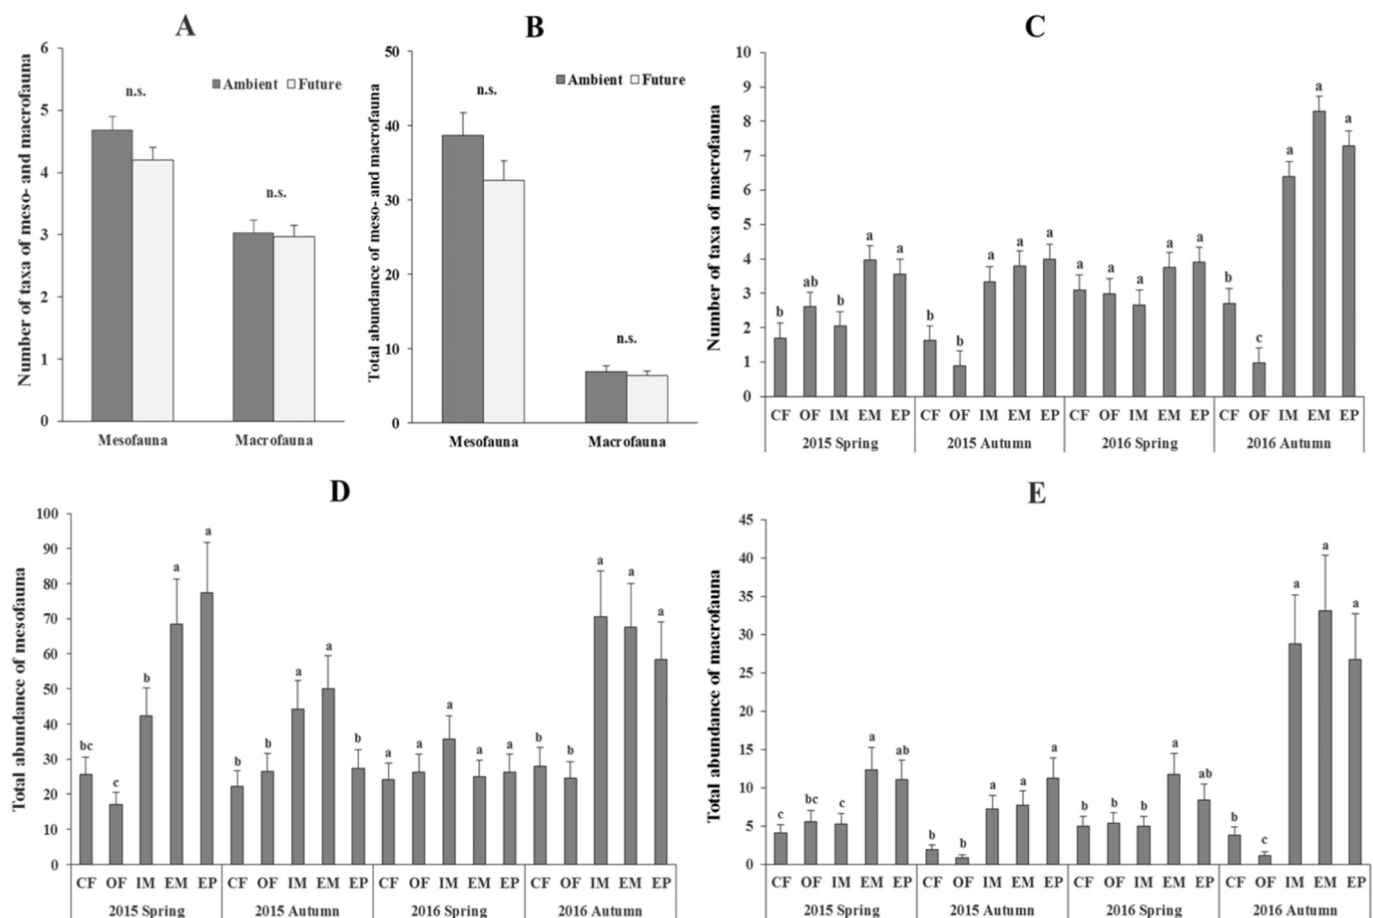 A
Number of taxa of meso- and macrofauna
6
5
4
3
2
1
0
n.s.
n.s.
Ambient Future
Mesofauna Macrofauna
B
Total abundance of meso- and macrofauna
50
40
30
20
10
0
n.s.
n.s.
Ambient Future
Mesofauna Macrofauna
C
Number of taxa of macrofauna
10
9
8
7
6
5
4
3
2
1
0
b ab b a a b b a a a a a a a a b c a a a
CF OF IM EM EP CF OF IM EM EP CF OF IM EM EP CF OF IM EM EP
2015 Spring 2015 Autumn 2016 Spring 2016 Autumn
D
Total abundance of mesofauna
100
90
80
70
60
50
40
30
20
10
0
bc c b a a b b a a b a a a a a b b a a a
CF OF IM EM EP CF OF IM EM EP CF OF IM EM EP CF OF IM EM EP
2015 Spring 2015 Autumn 2016 Spring 2016 Autumn
E
Total abundance of macrofauna
45
40
35
30
25
20
15
10
5
0
c bc c a ab b b a a a b b b a ab b c a a a
CF OF IM EM EP CF OF IM EM EP CF OF IM EM EP CF OF IM EM EP
2015 Spring 2015 Autumn 2016 Spring 2016 Autumn